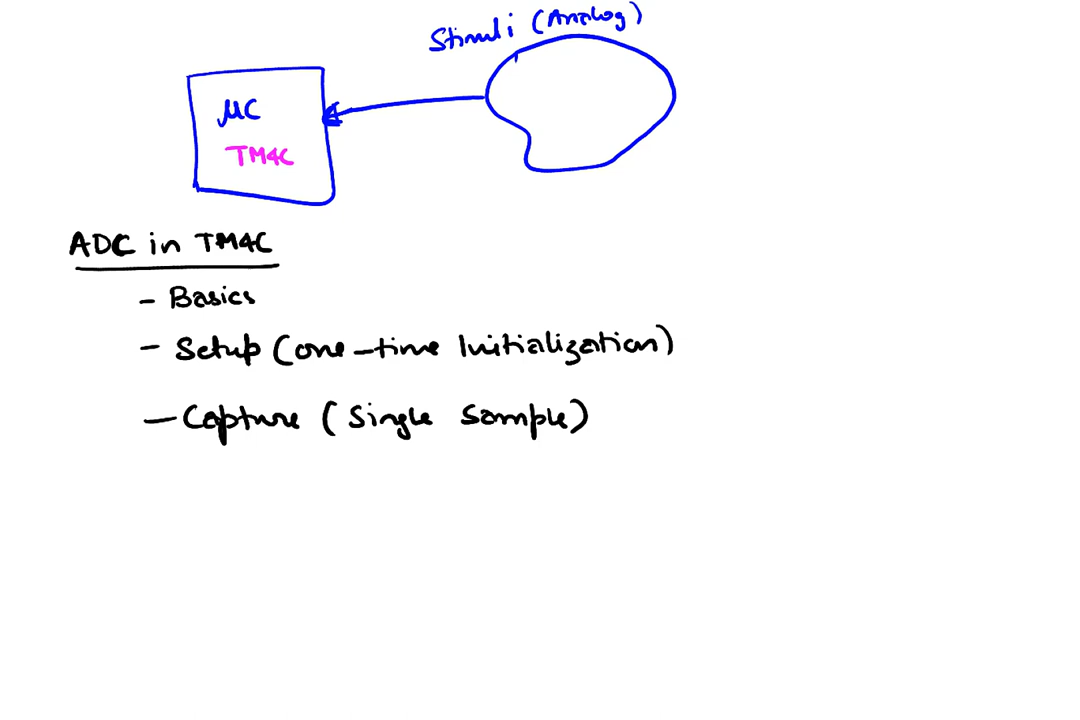 Stimuli (Analog)
μC
TM4C
ADC in TM4C
- Basics
- Setup (one-time Initialization)
- Capture (Single Sample)